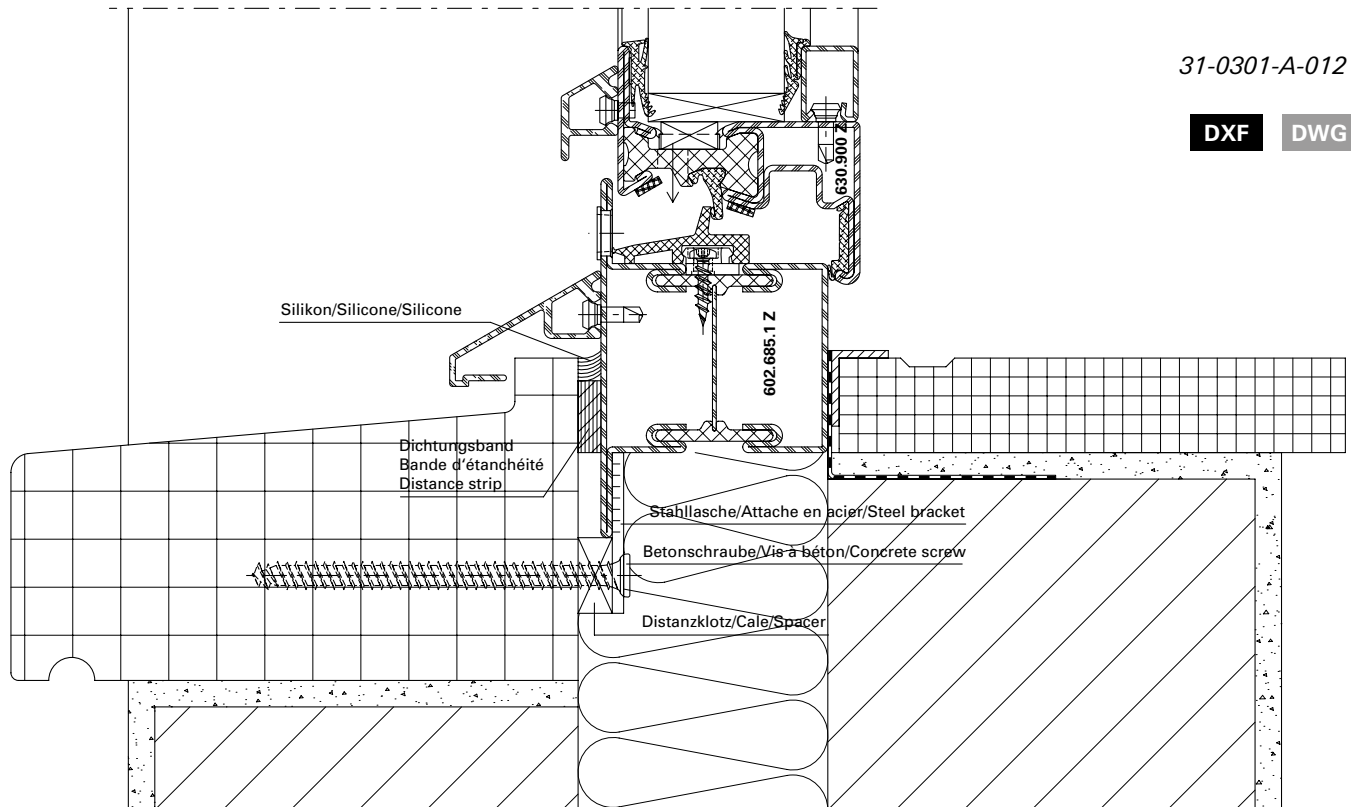 31-0301-A-012
DXF DWG
630.900 Z
Silikon/Silicone/Silicone
602.685.1 Z
Dichtungsband
Bande d'étanchéité
Distance strip
Stahllasche/Attache en acier/Steel bracket
Betonschraube/Vis à béton/Concrete screw
Distanzklotz/Cale/Spacer